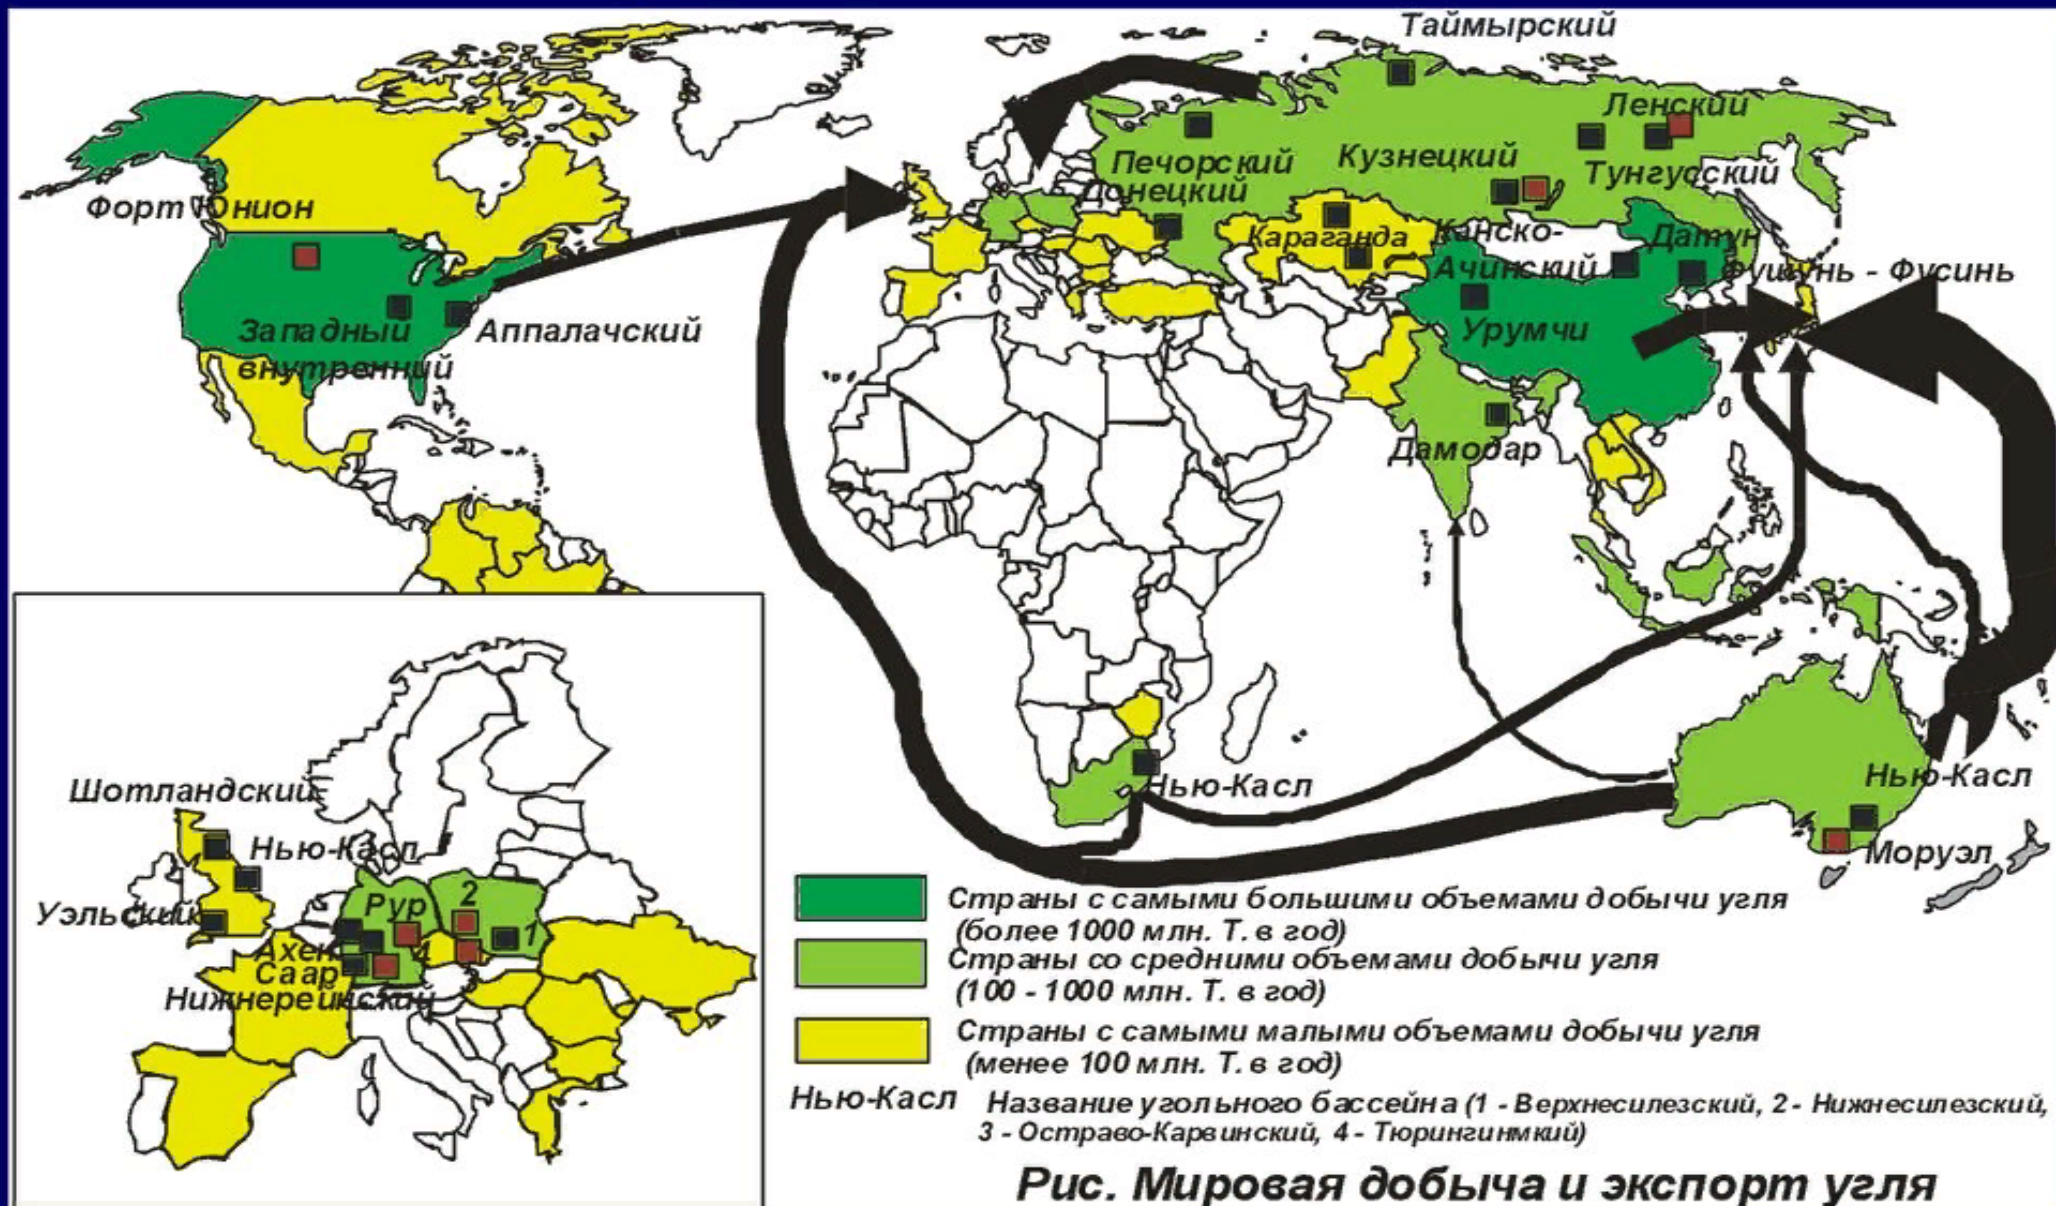 Таймырский
Ленский
Печорский
Кузнецкий
Тунгусский
Донецкий
Форт Юнион
Караганда
Канско-
Ачинский
Датун
Фушунь - Фусинь
Западный
внутренний
Аппалачский
Урумчи
Дамодар
Нью-Касл
Нью-Касл
Моруэл
Шотландский
Нью-Касл
Уэльский
Рур
2
1
Ахен
4
Саар
3
Нижнерейнский
Страны с самыми большими объемами добычи угля
(более 1000 млн. Т. в год)
Страны со средними объемами добычи угля
(100 - 1000 млн. Т. в год)
Страны с самыми малыми объемами добычи угля
(менее 100 млн. Т. в год)
Нью-Касл Название угольного бассейна (1 - Верхнесилезский, 2 - Нижнесилезский,
3 - Остраво-Карвинский, 4 - Тюрингинмкий)
Рис. Мировая добыча и экспорт угля